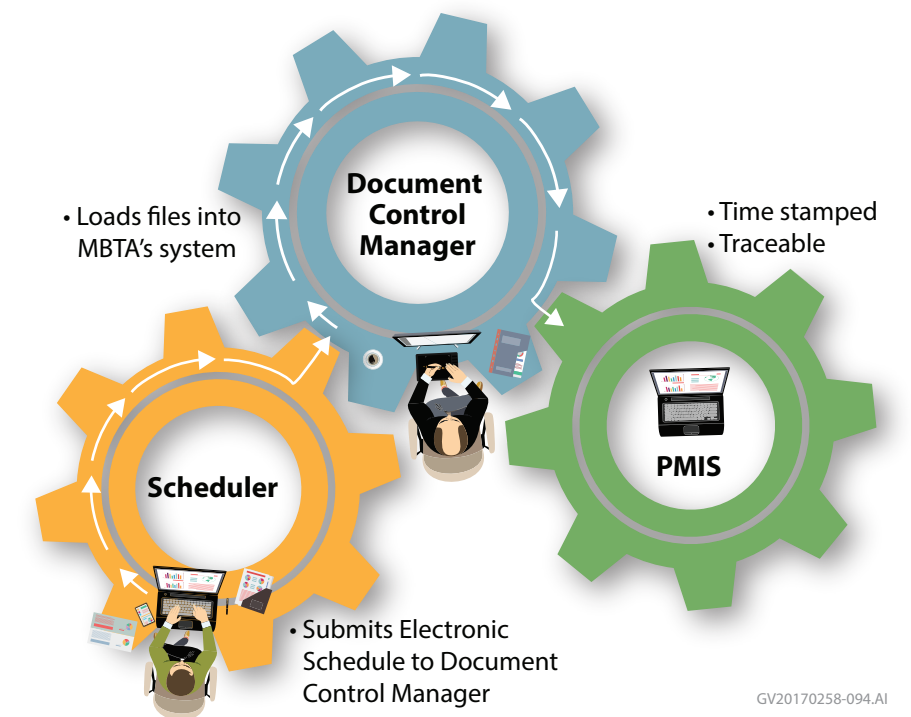 Document
Control
Manager
• Loads files into
MBTA’s system
• Time stamped
• Traceable
Scheduler
PMIS
• Submits Electronic
Schedule to Document
Control Manager
GV20170258-094.AI